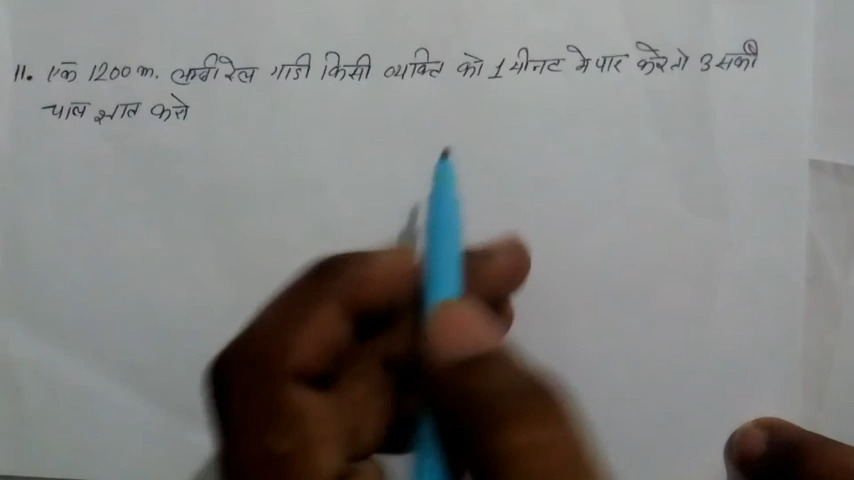 11. एक 1200 m. लम्बी रेल गाडी किसी व्यक्ति को 1 मीनट मे पार करे तो उसकी
चाल ज्ञात करो